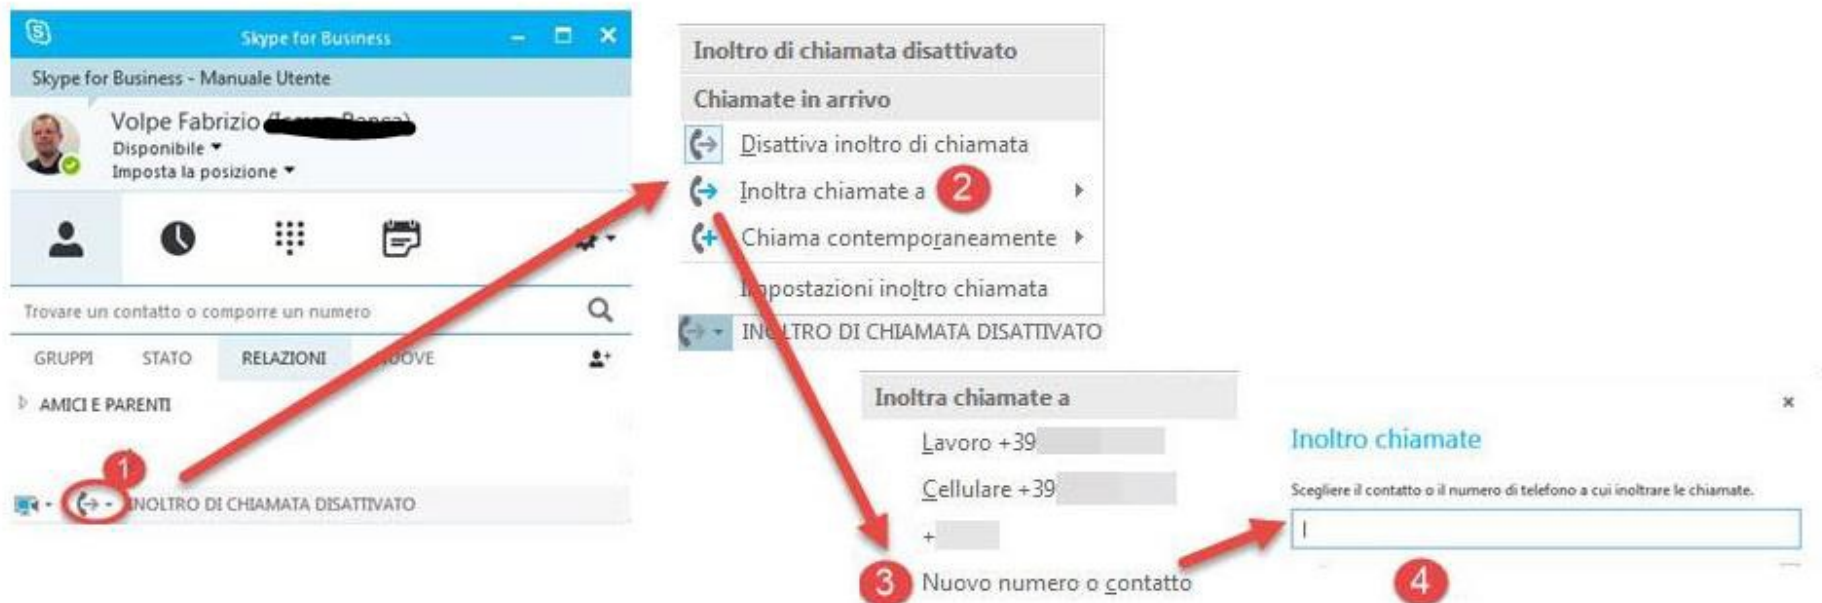 Skype for Business
Skype for Business - Manuale Utente
Volpe Fabrizio
Disponibile
Imposta la posizione
Trovare un contatto o comporre un numero
GRUPPI STATO RELAZIONI
AMICI E PARENTI
1
INOLTRO DI CHIAMATA DISATTIVATO
Inoltro di chiamata disattivato
Chiamate in arrivo
Disattiva inoltro di chiamata
Inoltra chiamate a 2
Chiama contemporaneamente
Impostazioni inoltro chiamata
INOLTRO DI CHIAMATA DISATTIVATO
Inoltra chiamate a
Lavoro +39
Cellulare +39
+
3 Nuovo numero o contatto
Inoltro chiamate
Scegliere il contatto o il numero di telefono a cui inoltrare le chiamate.
4